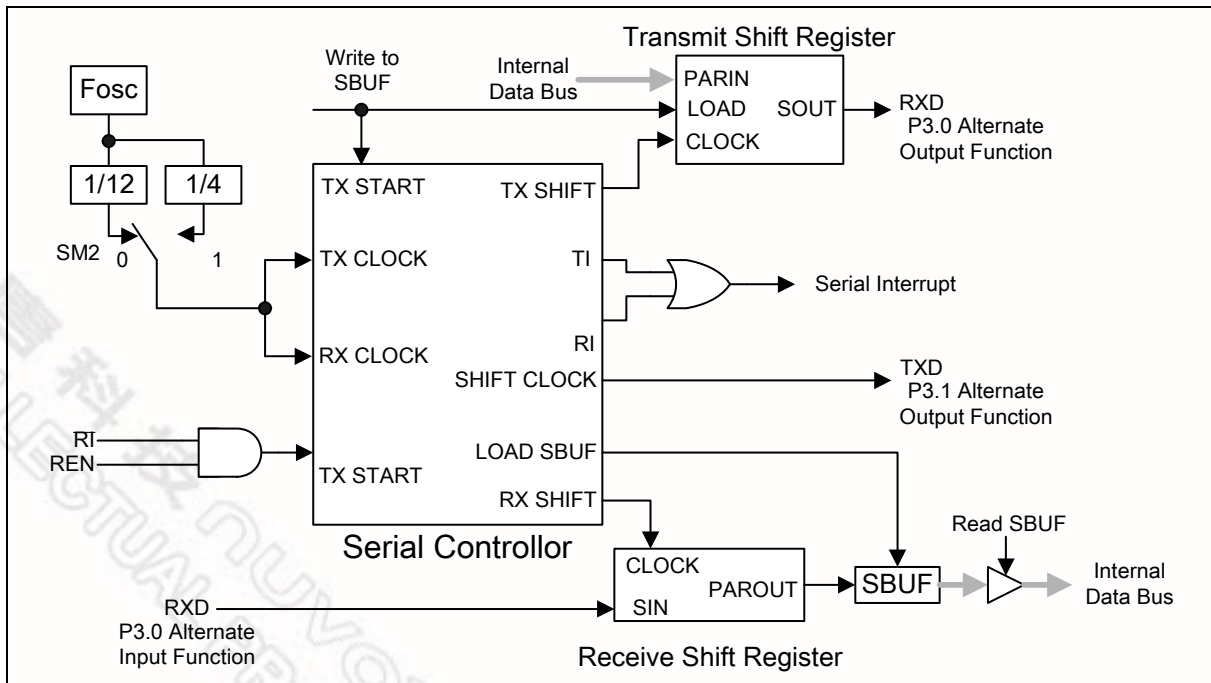 Transmit Shift Register
Write to
SBUF
Internal
Data Bus
Fosc
PARIN
LOAD
SOUT
CLOCK
RXD
P3.0 Alternate
Output Function
1/12
1/4
TX START
TX SHIFT
SM2
0
1
TX CLOCK
TI
Serial Interrupt
RX CLOCK
RI
SHIFT CLOCK
TXD
P3.1 Alternate
Output Function
RI
REN
LOAD SBUF
TX START
RX SHIFT
Serial Controllor
Read SBUF
CLOCK
PAROUT
SIN
SBUF
Internal
Data Bus
RXD
P3.0 Alternate
Input Function
Receive Shift Register